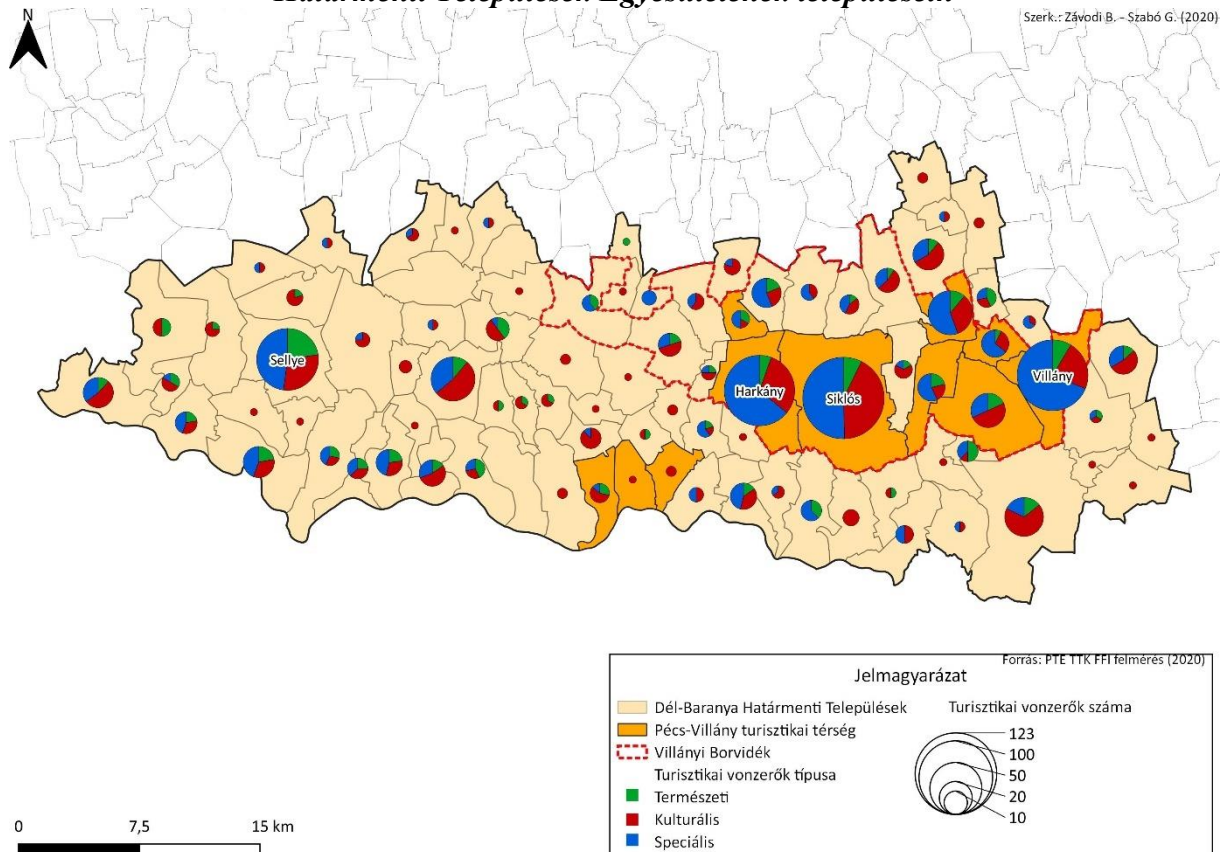 Határmenti Települések Egyesületének településein
Szerk.: Závodi B. - Szabó G. (2020)
N
Sellye
Harkány
Siklós
Villány
Forrás: PTE TTK FFI felmérés (2020)
Jelmagyarázat
Dél-Baranya Határmenti Települések
Pécs-Villány turisztikai térség
Villányi Borvidék
Turisztikai vonzerők típusa
Természeti
Kulturális
Speciális
Turisztikai vonzerők száma
123
100
50
20
10
0 7,5 15 km